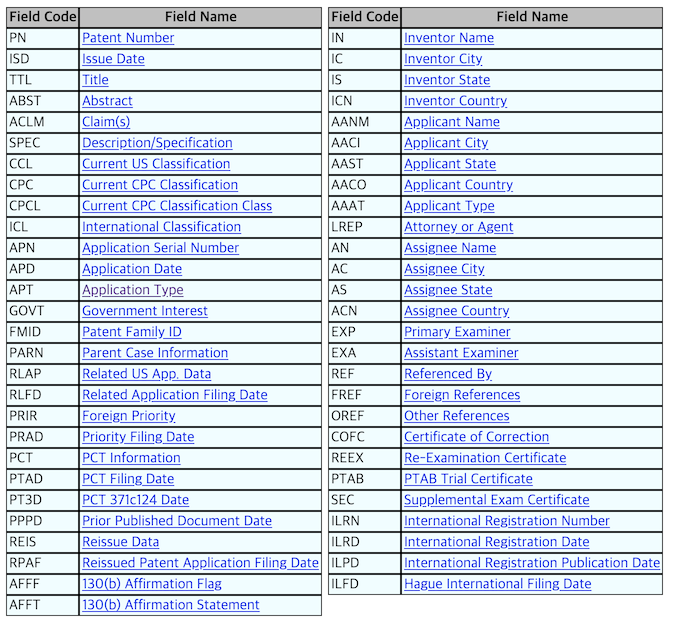 Field Code Field Name
PN Patent Number
ISD Issue Date
TTL Title
ABST Abstract
ACLM Claim(s)
SPEC Description/Specification
CCL Current US Classification
CPC Current CPC Classification
CPCL Current CPC Classification Class
ICL International Classification
APN Application Serial Number
APD Application Date
APT Application Type
GOVT Government Interest
FMID Patent Family ID
PARN Parent Case Information
RLAP Related US App. Data
RLFD Related Application Filing Date
PRIR Foreign Priority
PRAD Priority Filing Date
PCT PCT Information
PTAD PCT Filing Date
PT3D PCT 371c124 Date
PPPD Prior Published Document Date
REIS Reissue Data
RPAF Reissued Patent Application Filing Date
AFFF 130(b) Affirmation Flag
AFFT 130(b) Affirmation Statement
Field Code Field Name
IN Inventor Name
IC Inventor City
IS Inventor State
ICN Inventor Country
AANM Applicant Name
AACI Applicant City
AAST Applicant State
AACO Applicant Country
AAAT Applicant Type
LREP Attorney or Agent
AN Assignee Name
AC Assignee City
AS Assignee State
ACN Assignee Country
EXP Primary Examiner
EXA Assistant Examiner
REF Referenced By
FREF Foreign References
OREF Other References
COFC Certificate of Correction
REEX Re-Examination Certificate
PTAB PTAB Trial Certificate
SEC Supplemental Exam Certificate
ILRN International Registration Number
ILRD International Registration Date
ILPD International Registration Publication Date
ILFD Hague International Filing Date